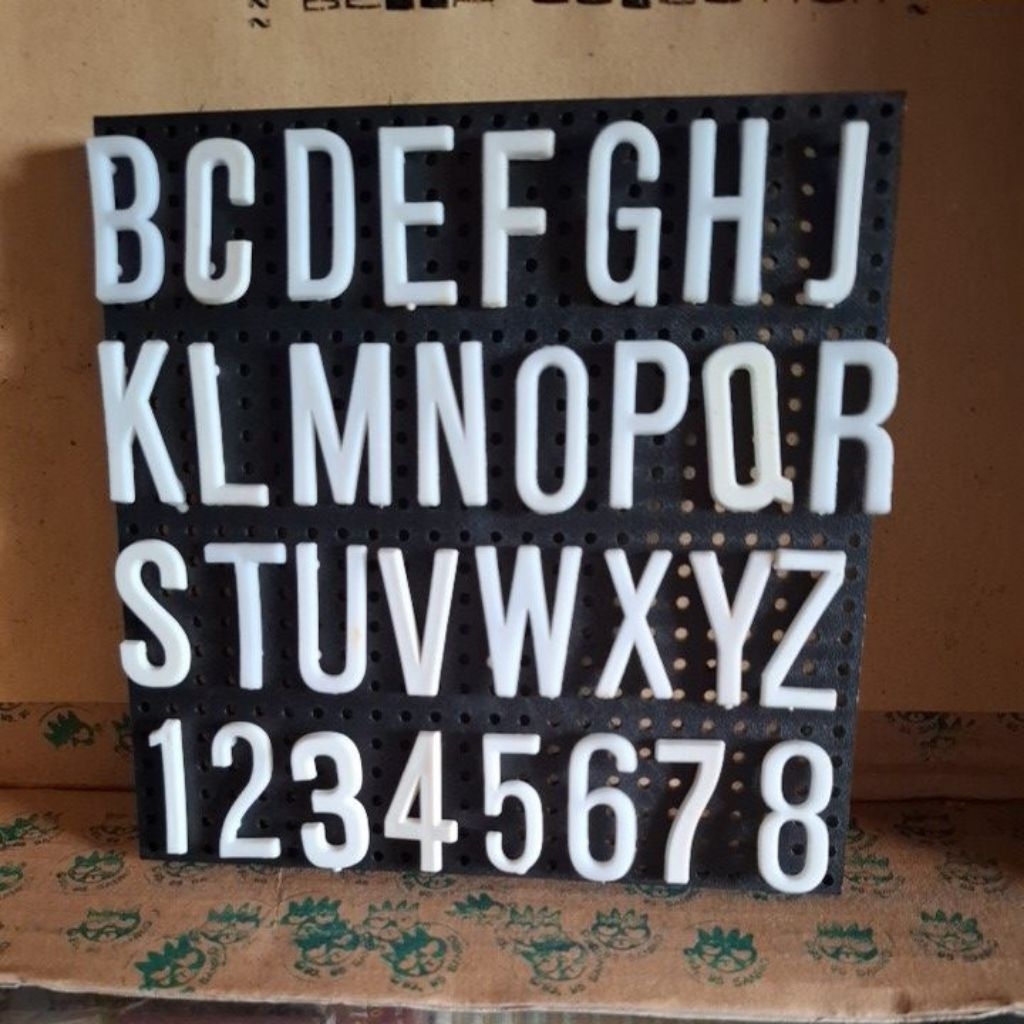 BCDEFGHJ
KLMNOPQR
STUVWXYZ
12345678